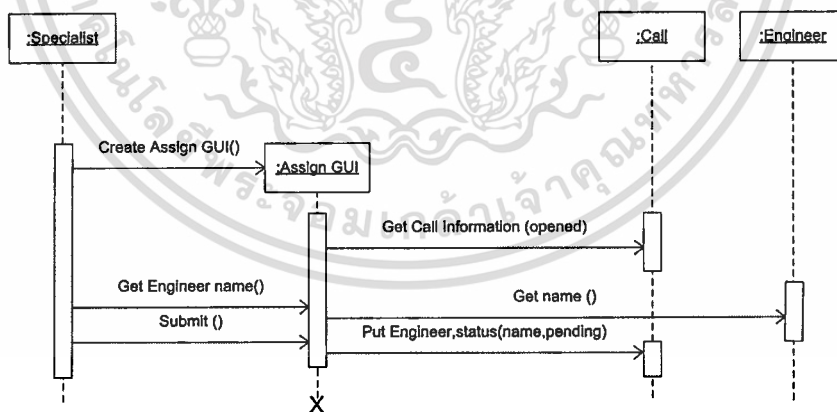 :Specialist
:Call
:Engineer
Create Assign GUI()
:Assign GUI
Get Call information (opened)
Get Engineer name()
Get name ()
Submit ()
Put Engineer,status(name,pending)
X